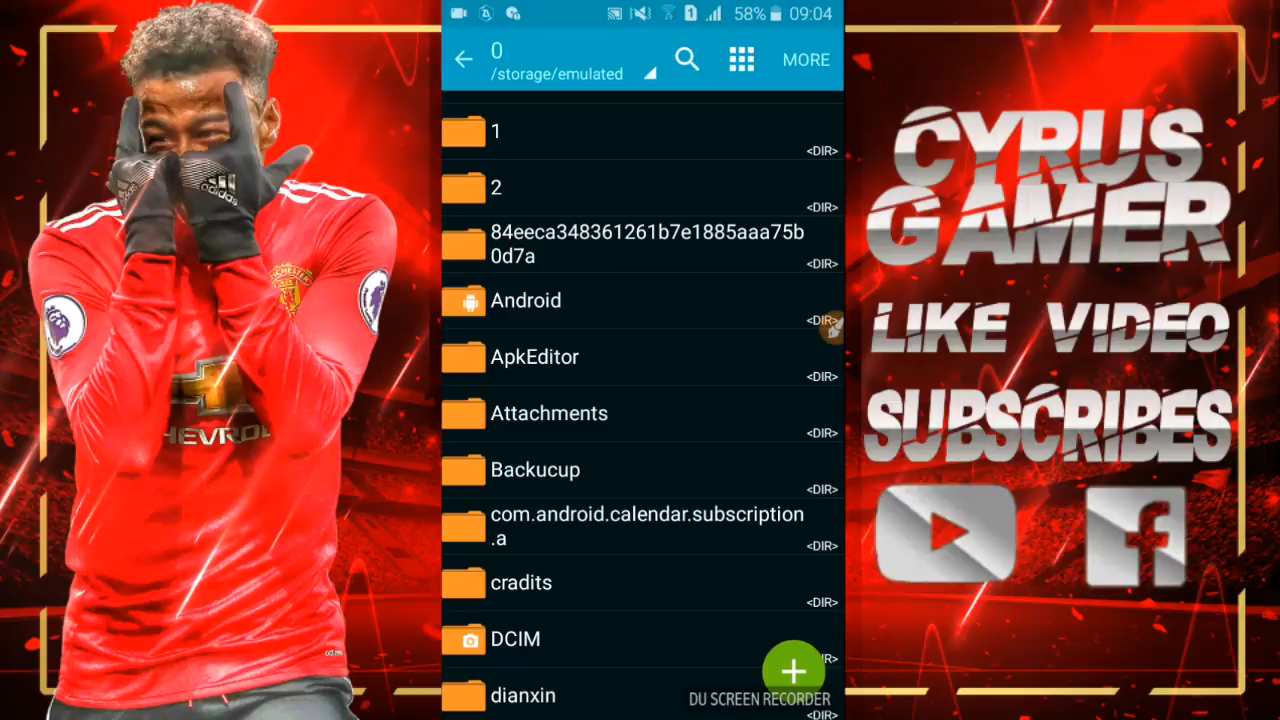 58% 09:04
0
/storage/emulated
MORE
1
<DIR>
2
<DIR>
84eeca348361261b7e1885aaa75b
0d7a
<DIR>
Android
<DIR>
ApkEditor
<DIR>
Attachments
<DIR>
Backucup
<DIR>
com.android.calendar.subscription
.a
<DIR>
cradits
<DIR>
DCIM
dianxin
<DIR>
DU SCREEN RECORDER
CYRUS
GAMER
LIKE VIDEO
SUBSCRIBES
adidas